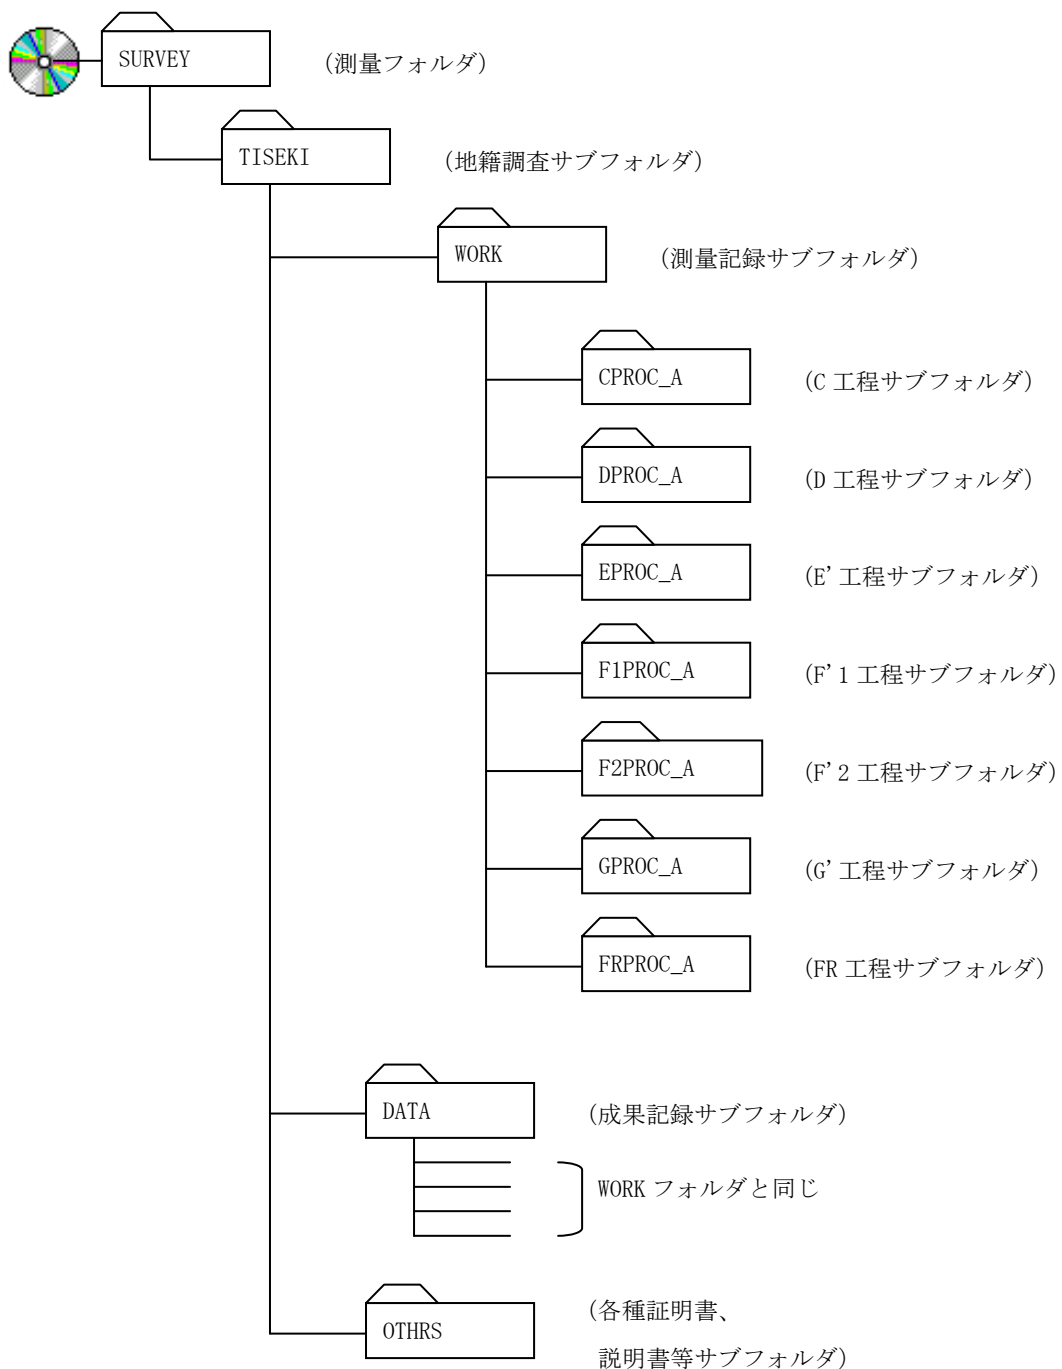 SURVEY (測量フォルダ)
TISEKI (地籍調査サブフォルダ)
WORK (測量記録サブフォルダ)
CPROC_A (C 工程サブフォルダ)
DPROC_A (D 工程サブフォルダ)
EPROC_A (E' 工程サブフォルダ)
F1PROC_A (F'1 工程サブフォルダ)
F2PROC_A (F'2 工程サブフォルダ)
GPROC_A (G' 工程サブフォルダ)
FRPROC_A (FR 工程サブフォルダ)
DATA (成果記録サブフォルダ)
WORK フォルダと同じ
OTHRS (各種証明書、
説明書等サブフォルダ)